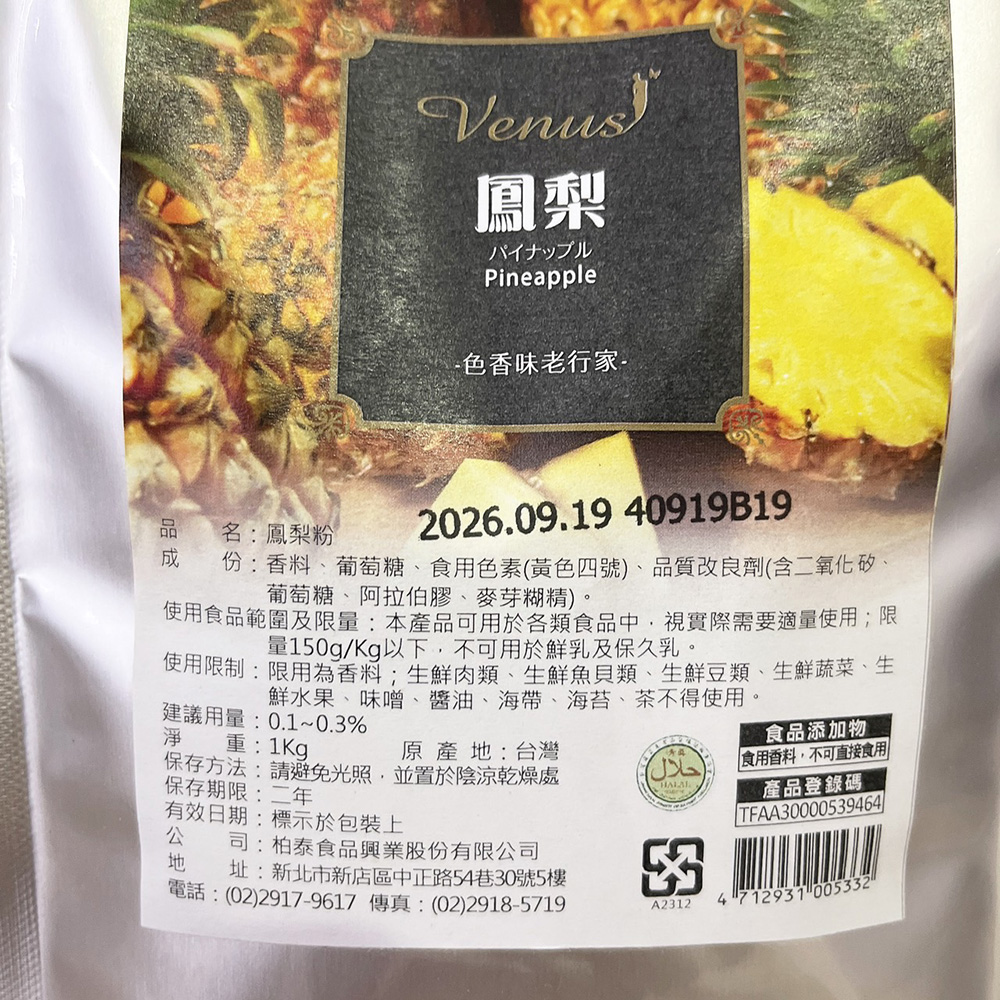 Venus
鳳梨
パイナップル
Pineapple
-色香味老行家-
2026.09.19 40919B19
品 名：鳳梨粉
成 份：香料、葡萄糖、食用色素(黃色四號)、品質改良劑(含二氧化矽、
葡萄糖、阿拉伯膠、麥芽糊精)。
使用食品範圍及限量：本產品可用於各類食品中，視實際需要適量使用；限
量150g/Kg以下，不可用於鮮乳及保久乳。
使用限制：限用為香料；生鮮肉類、生鮮魚貝類、生鮮豆類、生鮮蔬菜、生
鮮水果、味噌、醬油、海帶、海苔、茶不得使用。
建議用量：0.1~0.3%
淨 重：1Kg 原 產 地：台灣
保存方法：請避免光照，並置於陰涼乾燥處
保存期限：二年
有效日期：標示於包裝上
公 司：柏泰食品興業股份有限公司
地 址：新北市新店區中正路54巷30號5樓
電話：(02)2917-9617 傳真：(02)2918-5719
حلال
HALAL
食品添加物
食用香料，不可直接食用
產品登錄碼
TFAA30000539464
A2312
4 712931 005332